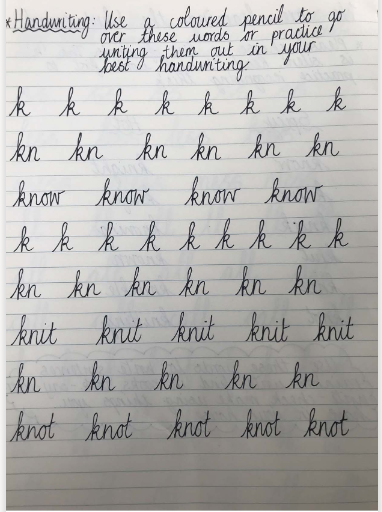 *Handwriting: Use a coloured pencil to go
over these words or practice
writing them out in your
best handwriting
k k k k k k k k
kn kn kn kn kn kn
know know know know
k k k k k k k k k
kn kn kn kn kn kn
knit knit knit knit knit
kn kn kn kn kn
knot knot knot knot knot